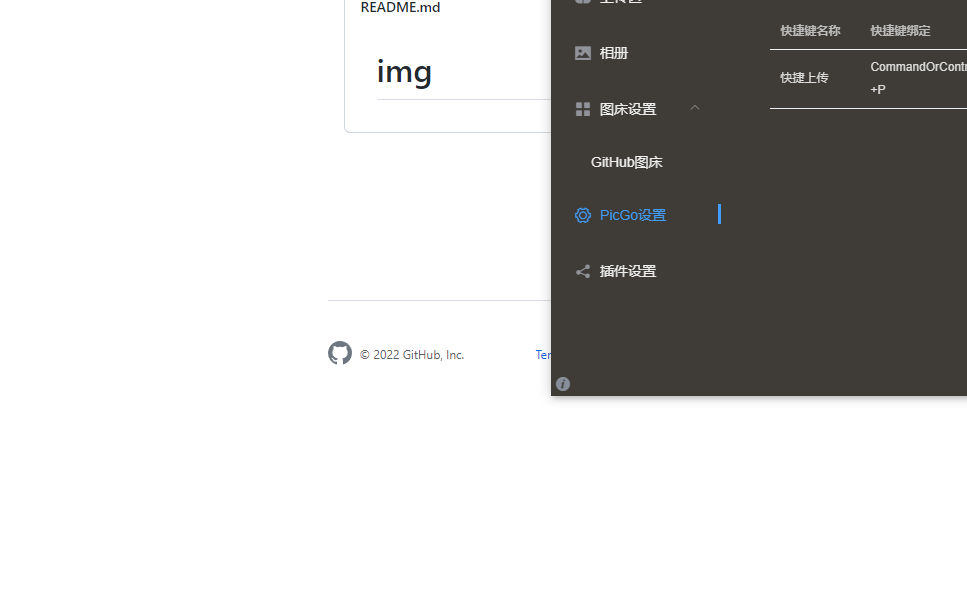 README.md
img
© 2022 GitHub, Inc.
相册
图床设置
GitHub图床
PicGo设置
插件设置
快捷键名称 快捷键绑定
快捷上传 CommandOrContr
+P